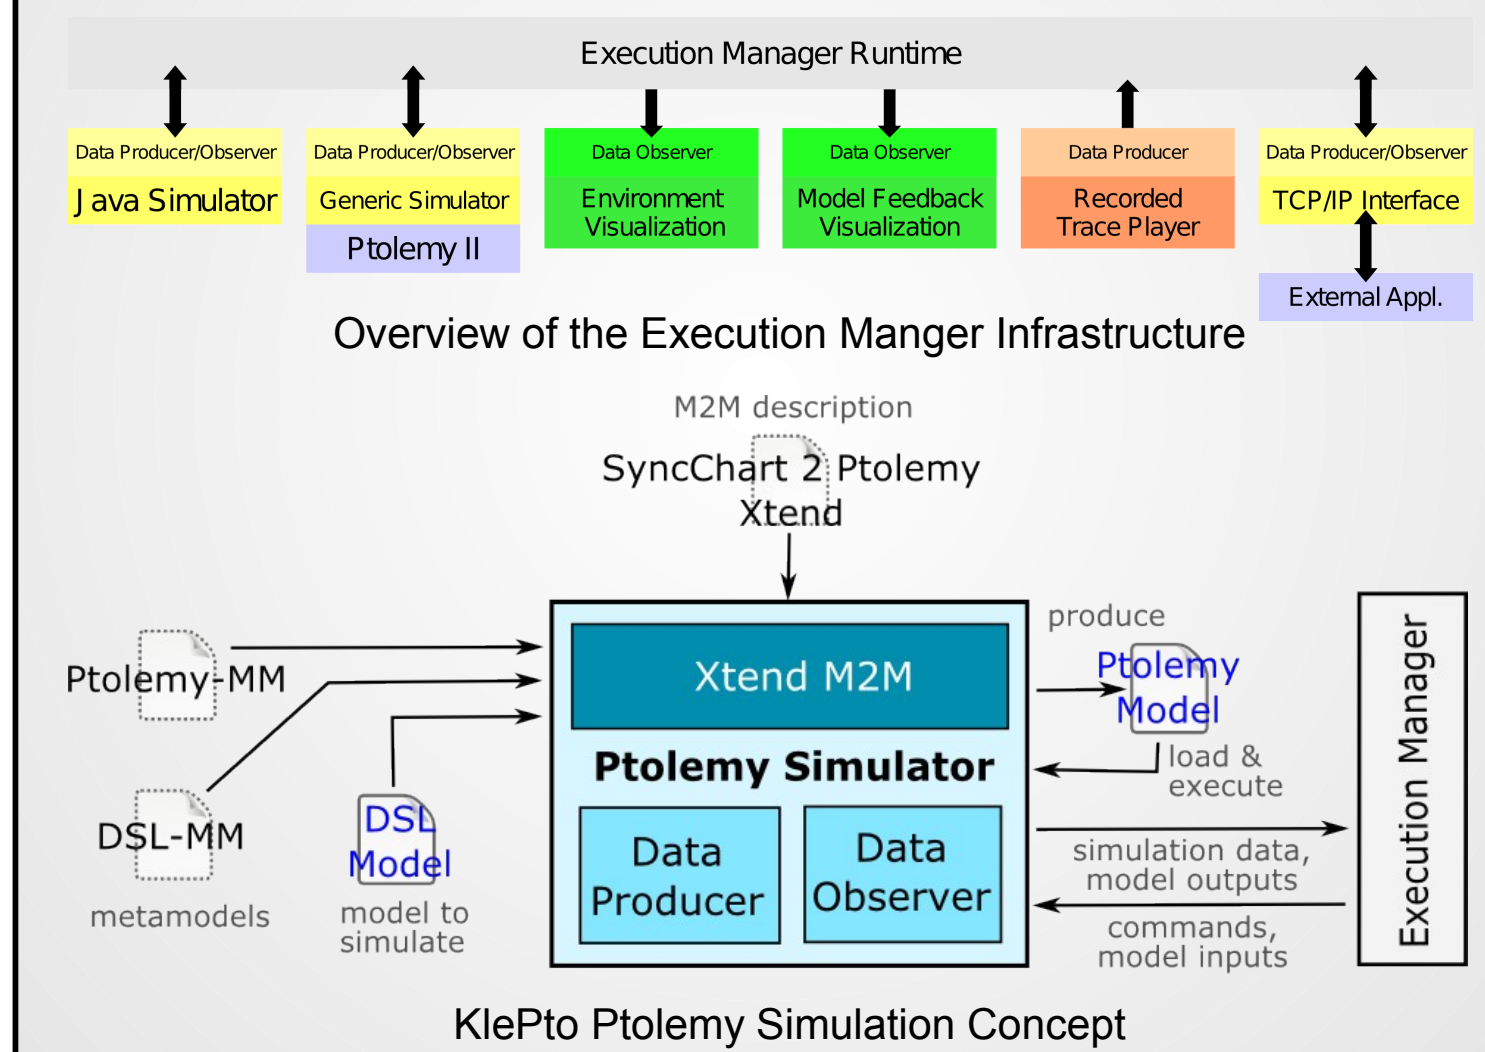 Execution Manager Runtime
Data Producer/Observer
Java Simulator
Data Producer/Observer
Generic Simulator
Ptolemy II
Data Observer
Environment
Visualization
Data Observer
Model Feedback
Visualization
Data Producer
Recorded
Trace Player
Data Producer/Observer
TCP/IP Interface
External Appl.
Overview of the Execution Manger Infrastructure
M2M description
SyncChart 2 Ptolemy
Xtend
Ptolemy-MM
DSL-MM
metamodels
DSL
Model
model to
simulate
Xtend M2M
Ptolemy Simulator
Data
Producer
Data
Observer
produce
Ptolemy
Model
load &
execute
simulation data,
model outputs
commands,
model inputs
Execution Manager
KlePto Ptolemy Simulation Concept